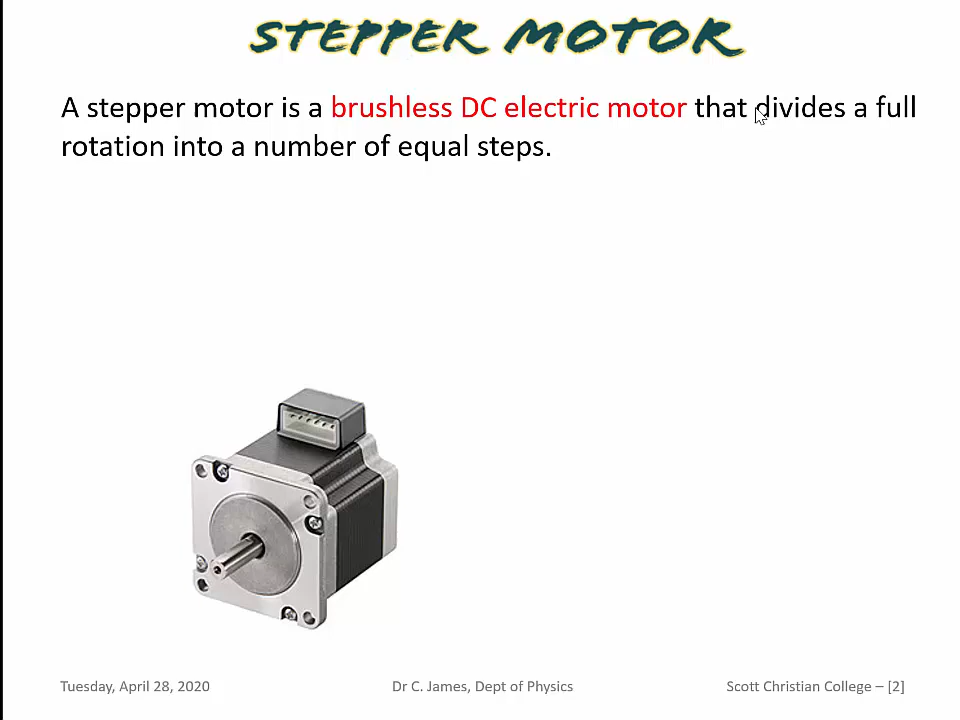 STEPPER MOTOR
A stepper motor is a brushless DC electric motor that divides a full
rotation into a number of equal steps.
Tuesday, April 28, 2020
Dr C. James, Dept of Physics
Scott Christian College – [2]